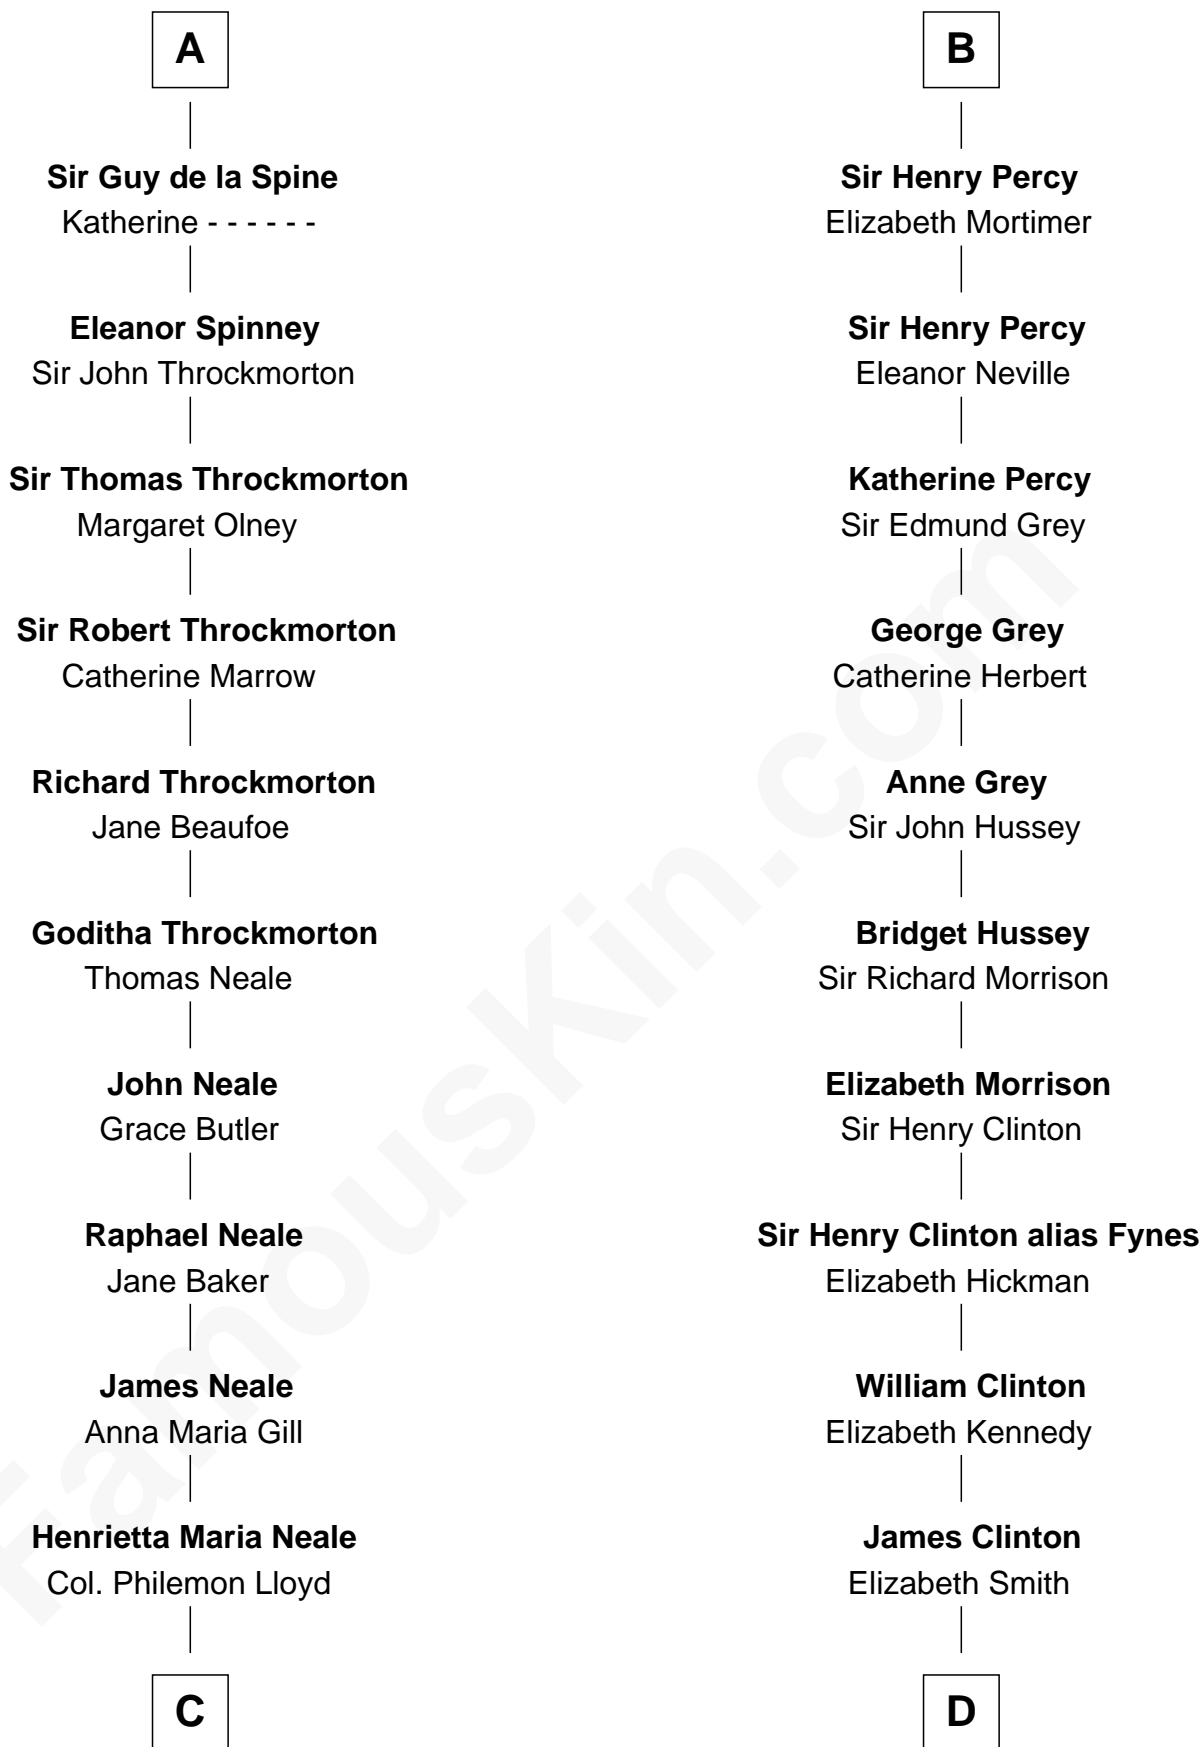 A
Sir Guy de la Spine
Katherine - - - - - -
Eleanor Spinney
Sir John Throckmorton
Sir Thomas Throckmorton
Margaret Olney
Sir Robert Throckmorton
Catherine Marrow
Richard Throckmorton
Jane Beaufoe
Goditha Throckmorton
Thomas Neale
John Neale
Grace Butler
Raphael Neale
Jane Baker
James Neale
Anna Maria Gill
Henrietta Maria Neale
Col. Philemon Lloyd
C
B
Sir Henry Percy
Elizabeth Mortimer
Sir Henry Percy
Eleanor Neville
Katherine Percy
Sir Edmund Grey
George Grey
Catherine Herbert
Anne Grey
Sir John Hussey
Bridget Hussey
Sir Richard Morrison
Elizabeth Morrison
Sir Henry Clinton
Sir Henry Clinton alias Fynes
Elizabeth Hickman
William Clinton
Elizabeth Kennedy
James Clinton
Elizabeth Smith
D
FamousKin.com